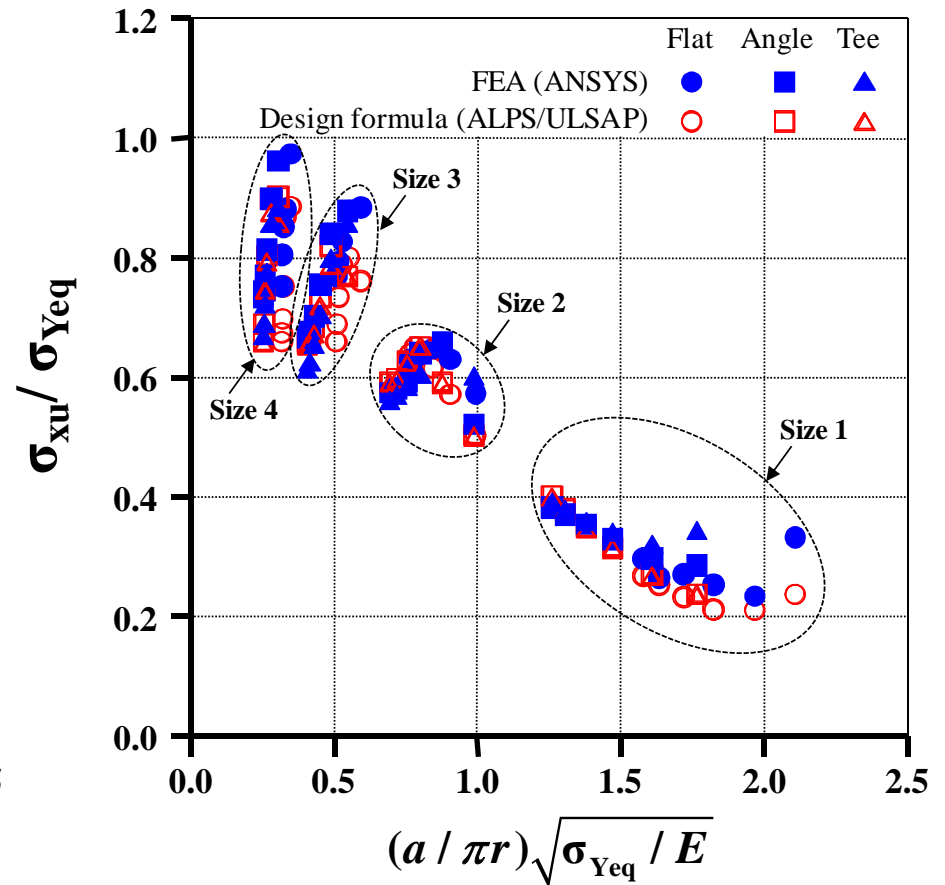 1.2
Flat Angle Tee
FEA (ANSYS)
Design formula (ALPS/ULSAP)
1.0
Size 3
0.8
Size 2
0.6
Size 4
Size 1
0.4
0.2
0.0
0.0 0.5 1.0 1.5 2.0 2.5
σxu/ σYeq
(a / πr)√σYeq / E